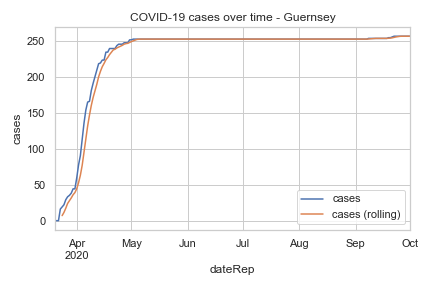 COVID-19 cases over time - Guernsey
250
200
150
100
50
0
cases
cases
cases (rolling)
Apr May Jun Jul Aug Sep Oct
2020
dateRep